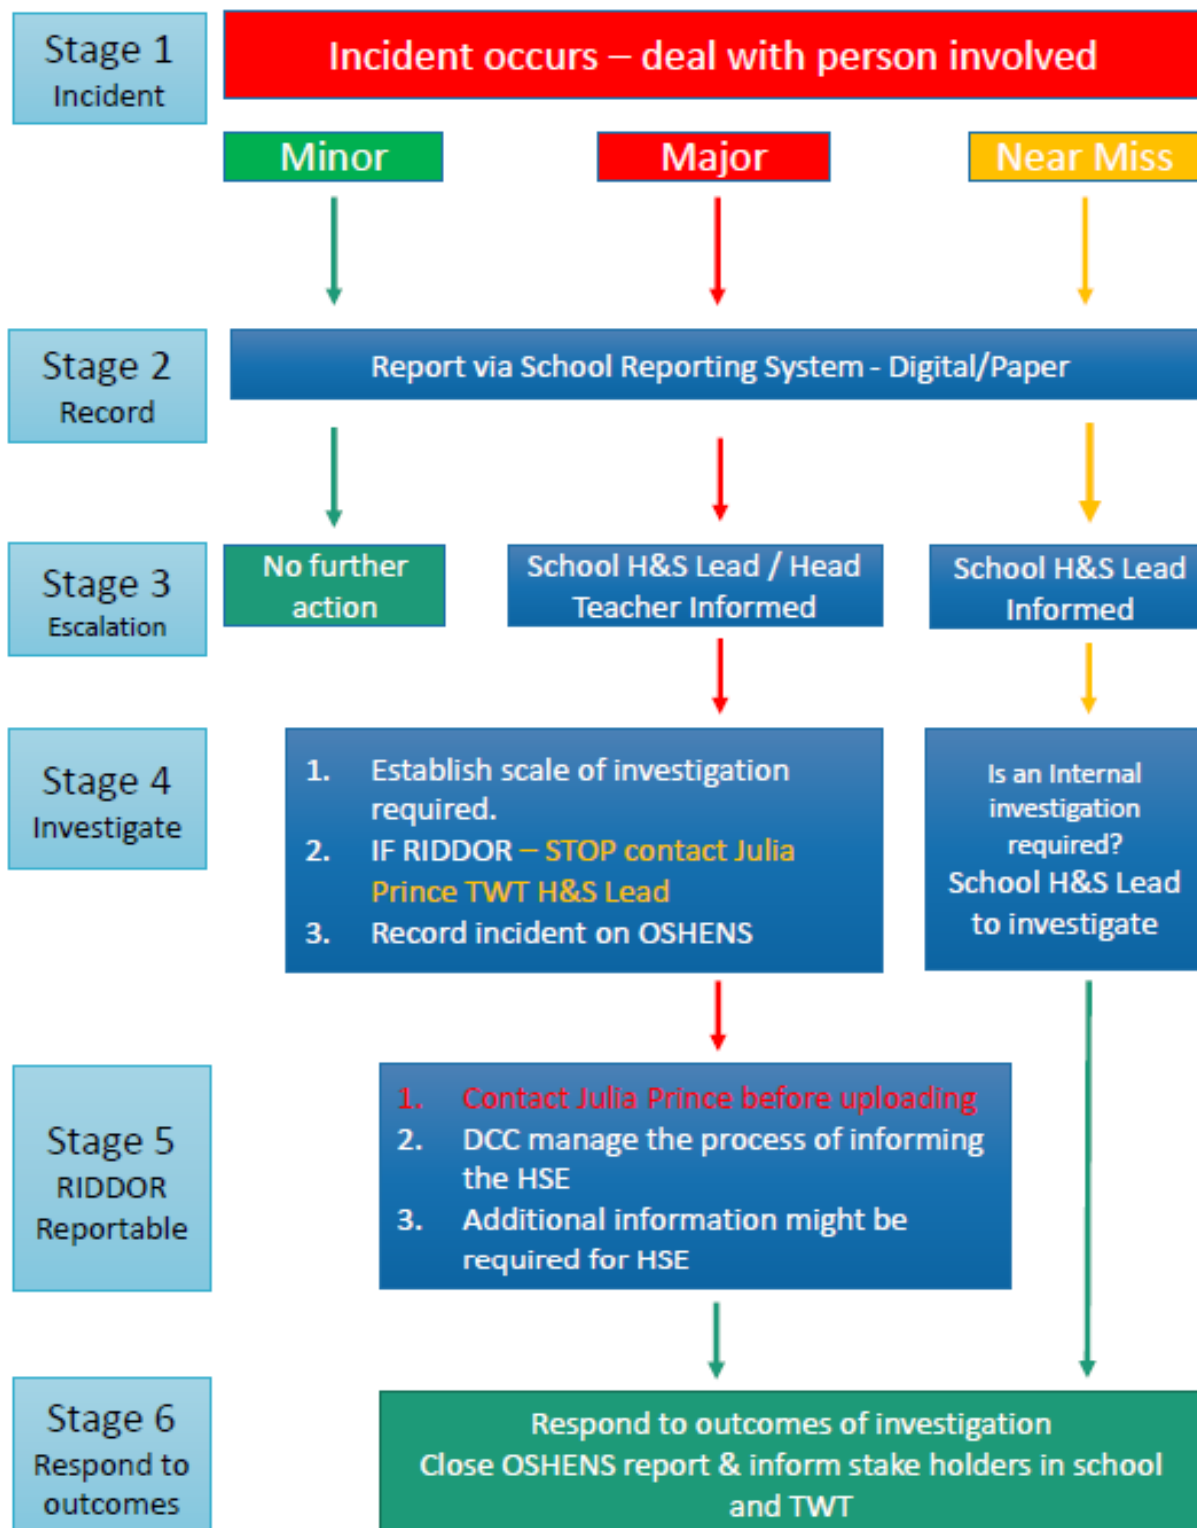 Stage 1
Incident
Incident occurs – deal with person involved
Minor
Major
Near Miss
Stage 2
Record
Report via School Reporting System - Digital/Paper
Stage 3
Escalation
No further
action
School H&S Lead / Head
Teacher Informed
School H&S Lead
Informed
Stage 4
Investigate
1. Establish scale of investigation
required.
2. IF RIDDOR – STOP contact Julia
Prince TWT H&S Lead
3. Record incident on OSHENS
Is an Internal
investigation
required?
School H&S Lead
to investigate
Stage 5
RIDDOR
Reportable
1. Contact Julia Prince before uploading
2. DCC manage the process of informing
the HSE
3. Additional information might be
required for HSE
Stage 6
Respond to
outcomes
Respond to outcomes of investigation
Close OSHENS report & inform stake holders in school
and TWT